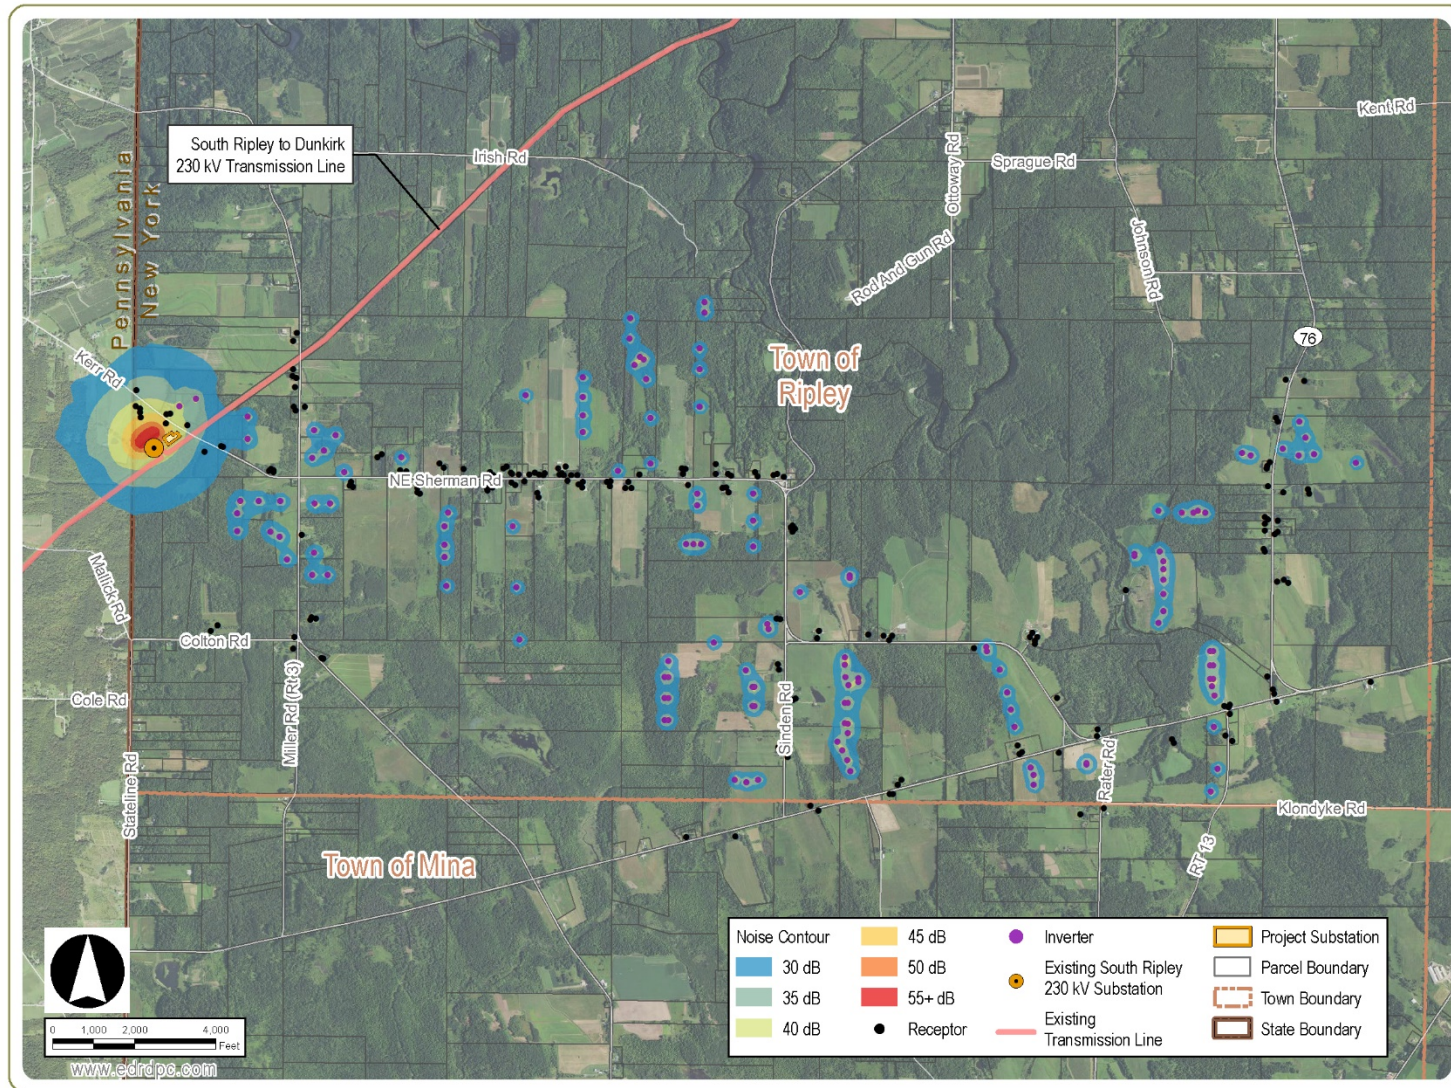 South Ripley to Dunkirk
230 kV Transmission Line
Irish Rd
Kent Rd
Sprague Rd
Ottoway Rd
Pennsylvania
New York
Rod And Gun Rd
Johnson Rd
76
Kerr Rd
Town of
Ripley
NE Sherman Rd
Mallick Rd
Colton Rd
Cole Rd
Miller Rd (Rt 3)
Sinden Rd
Stateline Rd
Rater Rd
Klondyke Rd
RT 13
Town of Mina
Noise Contour
30 dB
35 dB
40 dB
45 dB
50 dB
55+ dB
Receptor
Inverter
Existing South Ripley
230 kV Substation
Existing
Transmission Line
Project Substation
Parcel Boundary
Town Boundary
State Boundary
0 1,000 2,000 4,000
Feet
www.edrdpc.com